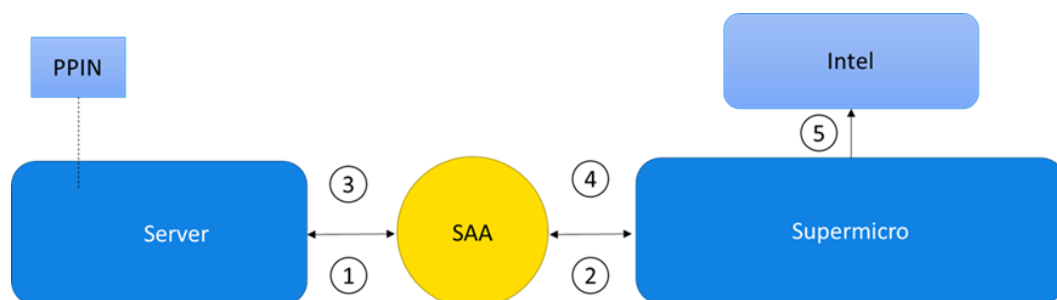 PPIN
Intel
5
3
4
Server
SAA
Supermicro
1
2